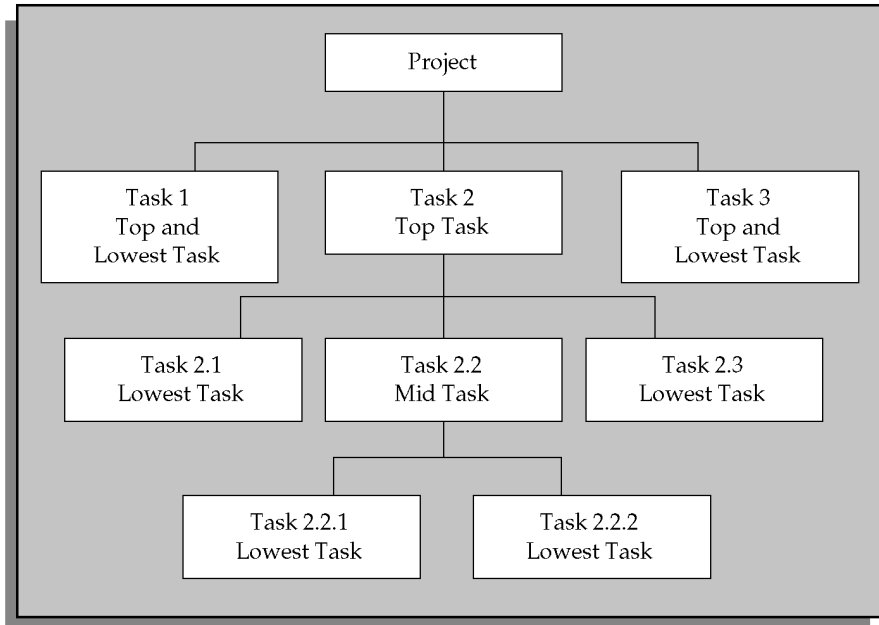 Project
Task 1
Top and
Lowest Task
Task 2
Top Task
Task 3
Top and
Lowest Task
Task 2.1
Lowest Task
Task 2.2
Mid Task
Task 2.3
Lowest Task
Task 2.2.1
Lowest Task
Task 2.2.2
Lowest Task